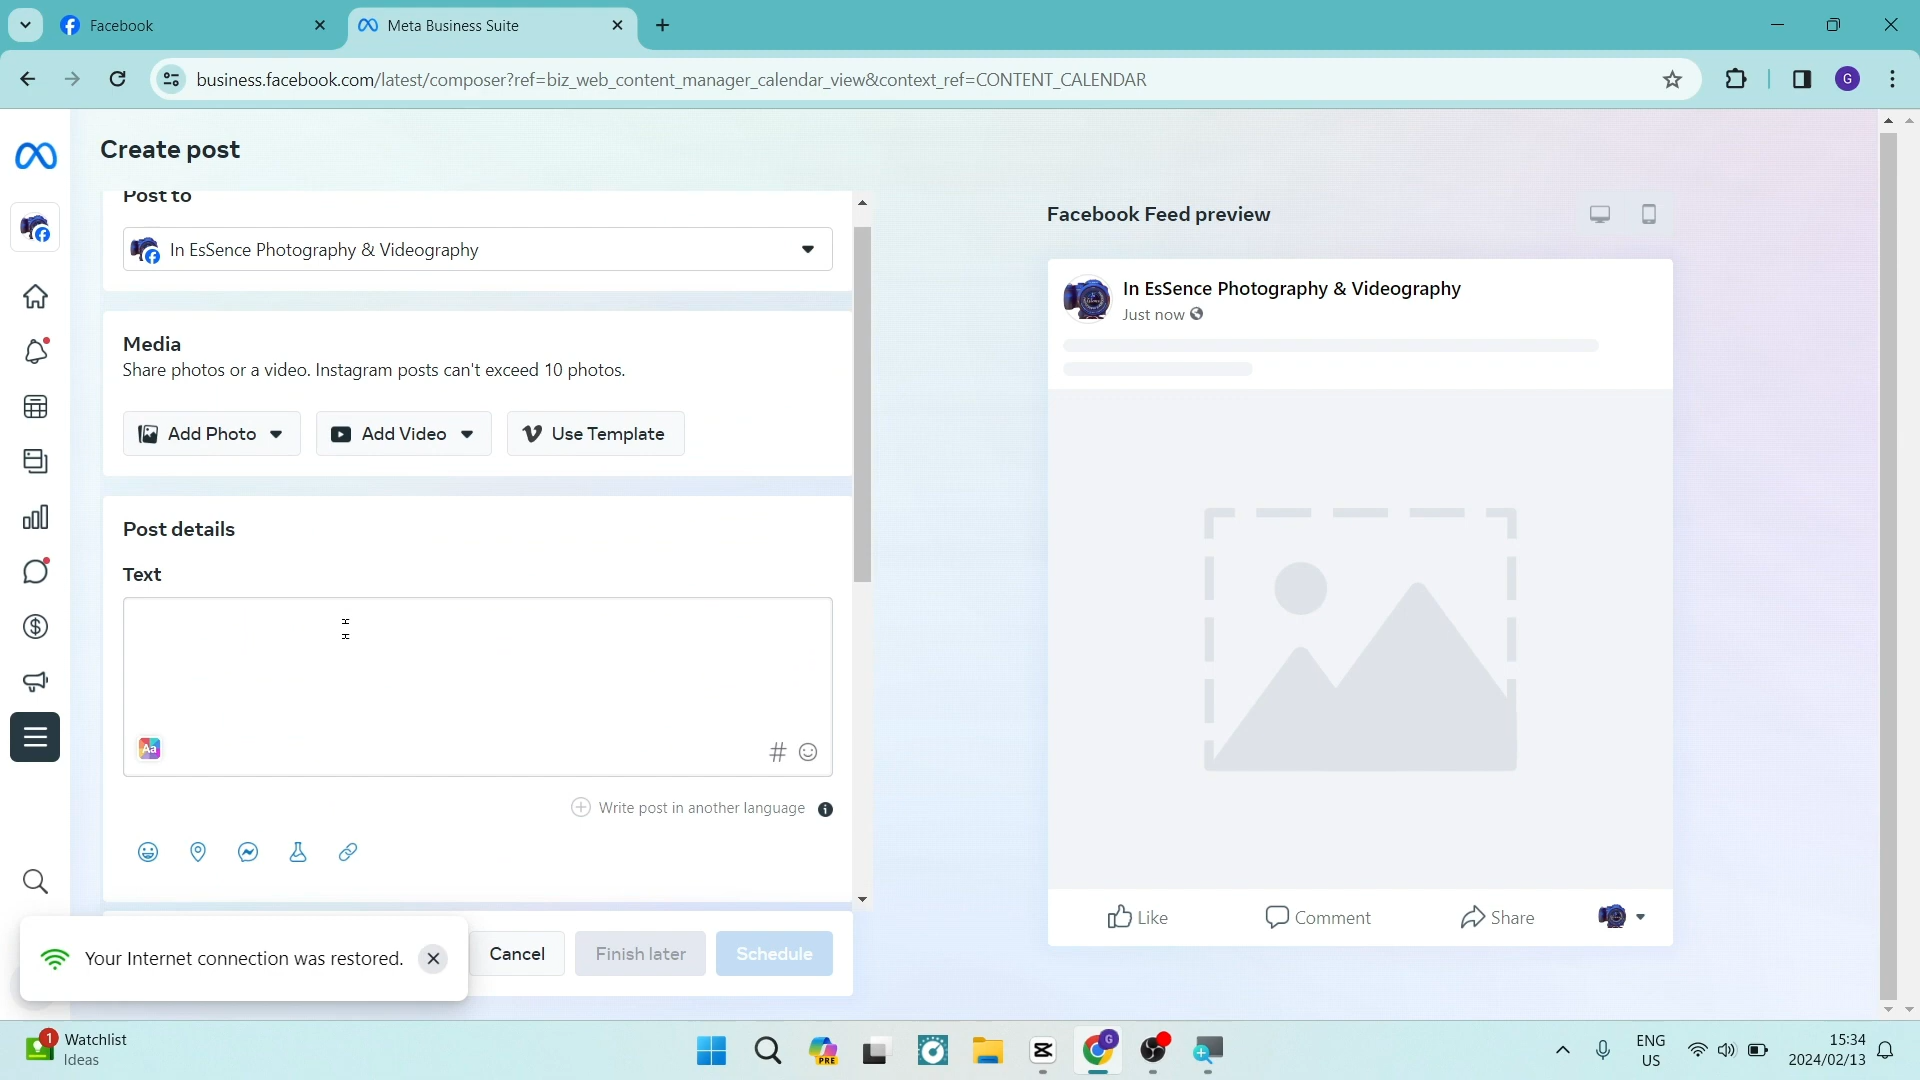 Facebook
Meta Business Suite
business.facebook.com/latest/composer?ref=biz_web_content_manager_calendar_view&context_ref=CONTENT_CALENDAR
G
Create post
Post to
In EsSence Photography & Videography
Media
Share photos or a video. Instagram posts can't exceed 10 photos.
Add Photo
Add Video
Use Template
Post details
Text
Aa
#
Write post in another language
Your Internet connection was restored.
Cancel
Finish later
Schedule
Facebook Feed preview
In EsSence Photography & Videography
Just now
Like
Comment
Share
1
Watchlist
Ideas
PRE
G
ENG
US
15:34
2024/02/13